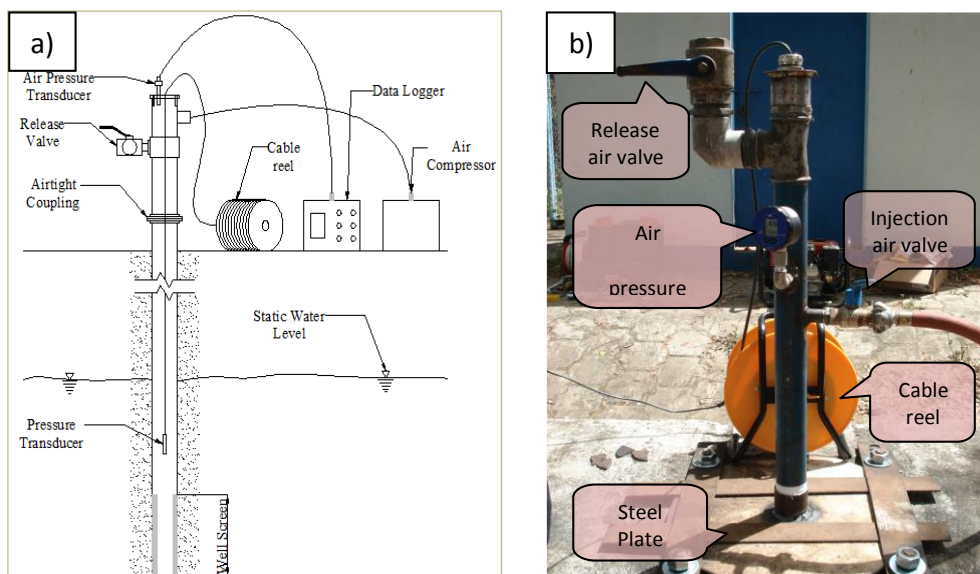 a)
Air Pressure
Transducer
Release
Valve
Airtight
Coupling
Cable
reel
Data Logger
Air
Compressor
Static Water
Level
Pressure
Transducer
Well Screen
b)
Release
air valve
Air
pressure
Injection
air valve
Cable
reel
Steel
Plate